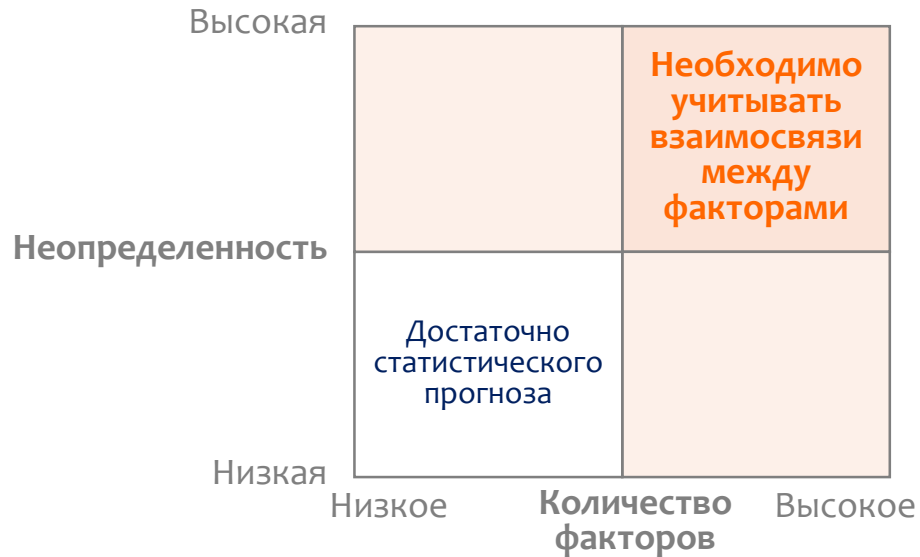 Высокая
Необходимо
учитывать
взаимосвязи
между
факторами
Неопределенность
Достаточно
статистического
прогноза
Низкая
Низкое
Количество
факторов
Высокое